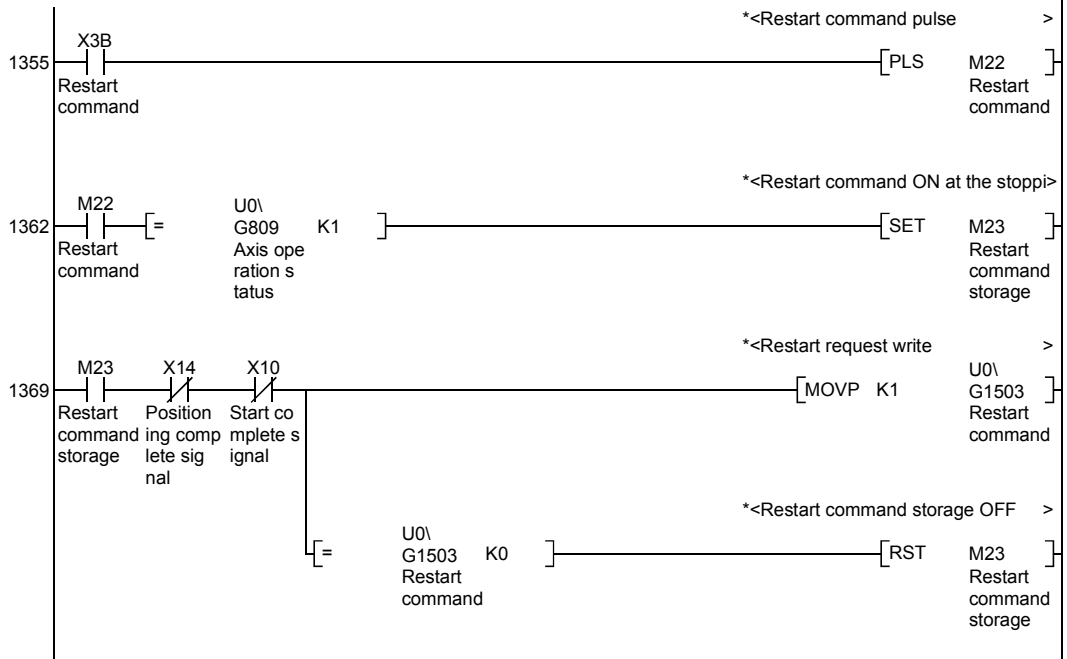 *<Restart command pulse >
X3B
1355
PLS M22
Restart
command
Restart
command
*<Restart command ON at the stoppi>
M22
1362
=
U0\
G809 K1
Axis ope
ration s
tatus
SET M23
Restart
command
Restart
command
storage
*<Restart request write >
M23 X14 X10
1369
MOVP K1
U0\
G1503
Restart
command
Restart
command
storage
Position
ing comp
lete sig
nal
Start co
mplete s
ignal
*<Restart command storage OFF >
=
U0\
G1503 K0
Restart
command
RST M23
Restart
command
storage